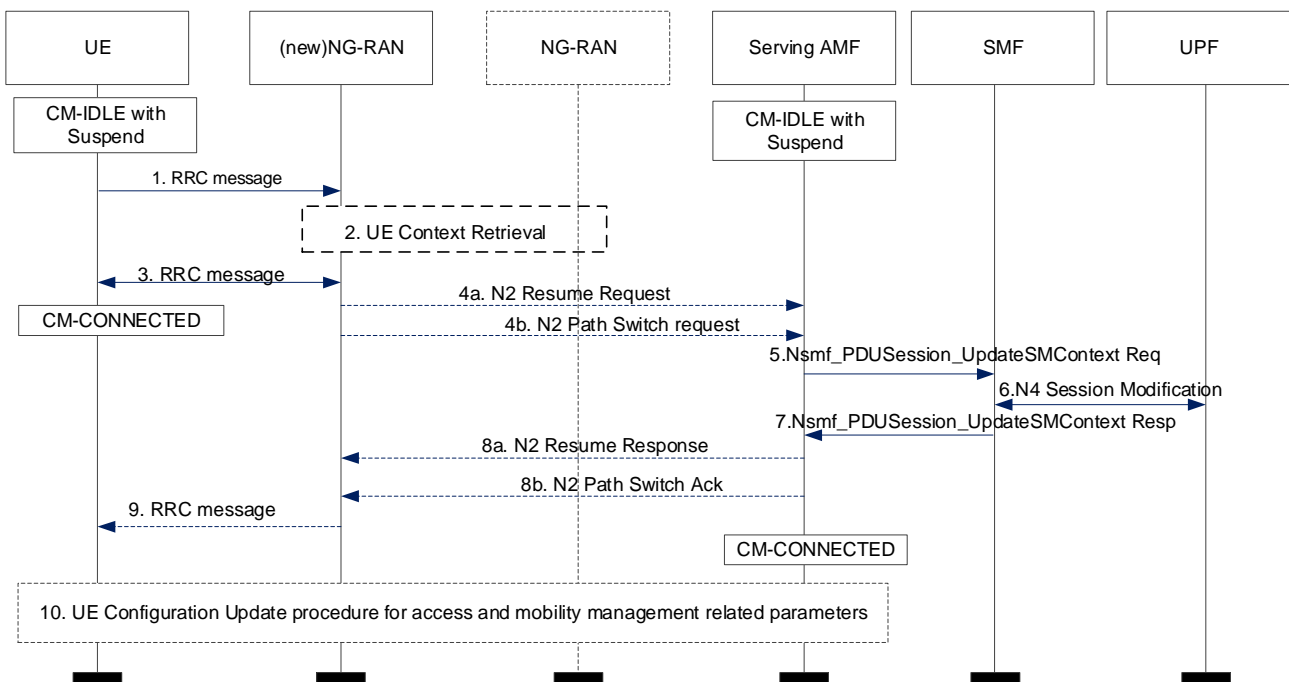 UE
(new)NG-RAN
NG-RAN
Serving AMF
SMF
UPF
CM-IDLE with
Suspend
CM-IDLE with
Suspend
1. RRC message
2. UE Context Retrieval
3. RRC message
4a. N2 Resume Request
CM-CONNECTED
4b. N2 Path Switch request
5.Nsmf_PDUSession_UpdateSMContext Req
6.N4 Session Modification
7.Nsmf_PDUSession_UpdateSMContext Resp
8a. N2 Resume Response
8b. N2 Path Switch Ack
9. RRC message
CM-CONNECTED
10. UE Configuration Update procedure for access and mobility management related parameters